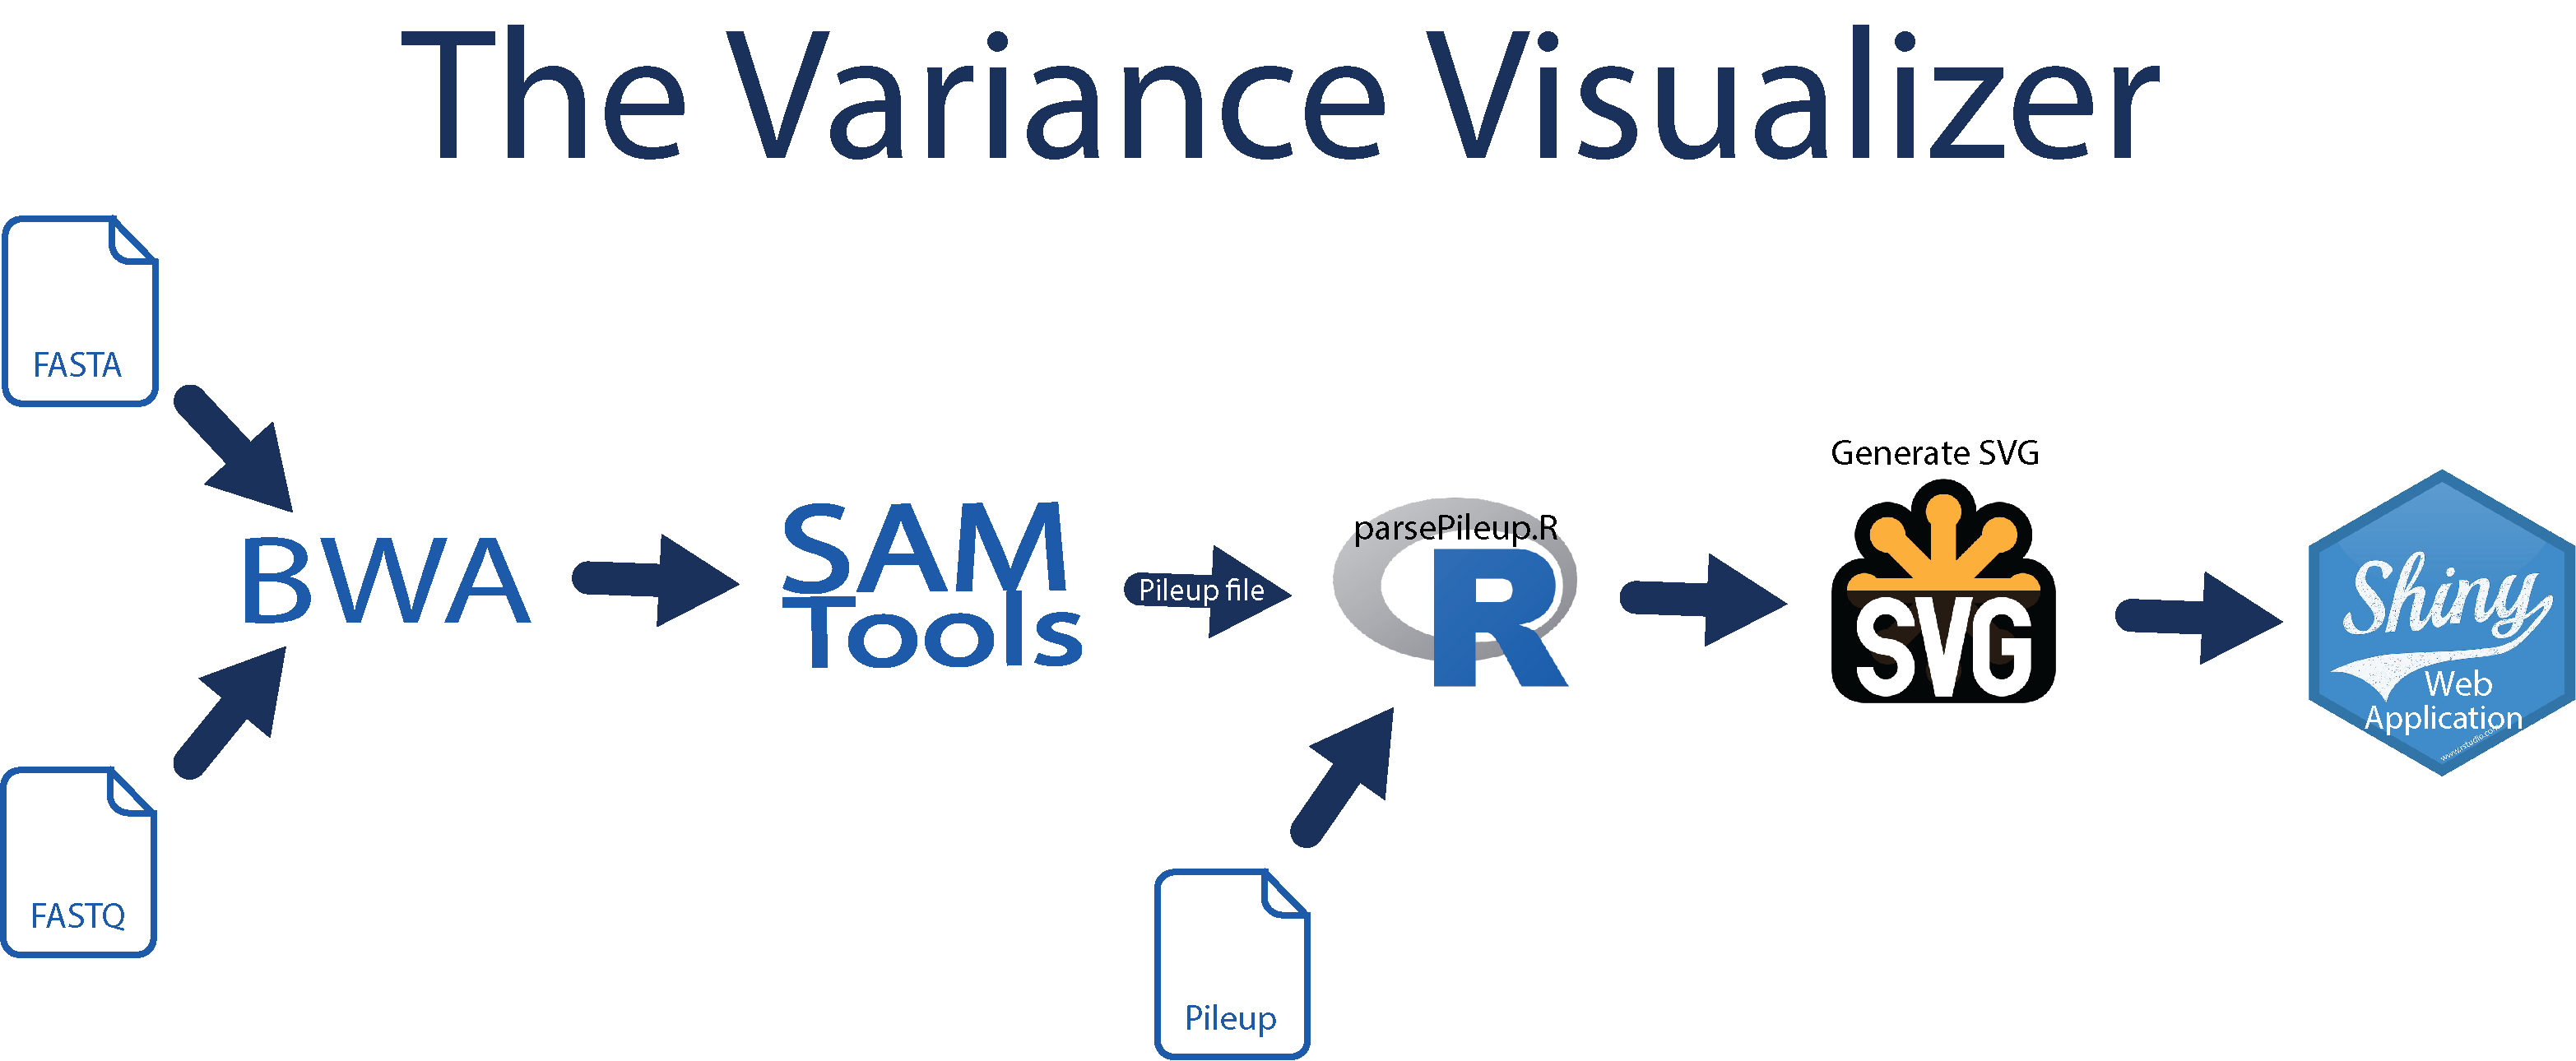 The Variance Visualizer
FASTA
FASTQ
BWA
SAM
Tools
Pileup file
parsePileup.R
R
Pileup
Generate SVG
SVG
Shiny
Web
Application
www.rstudio.com